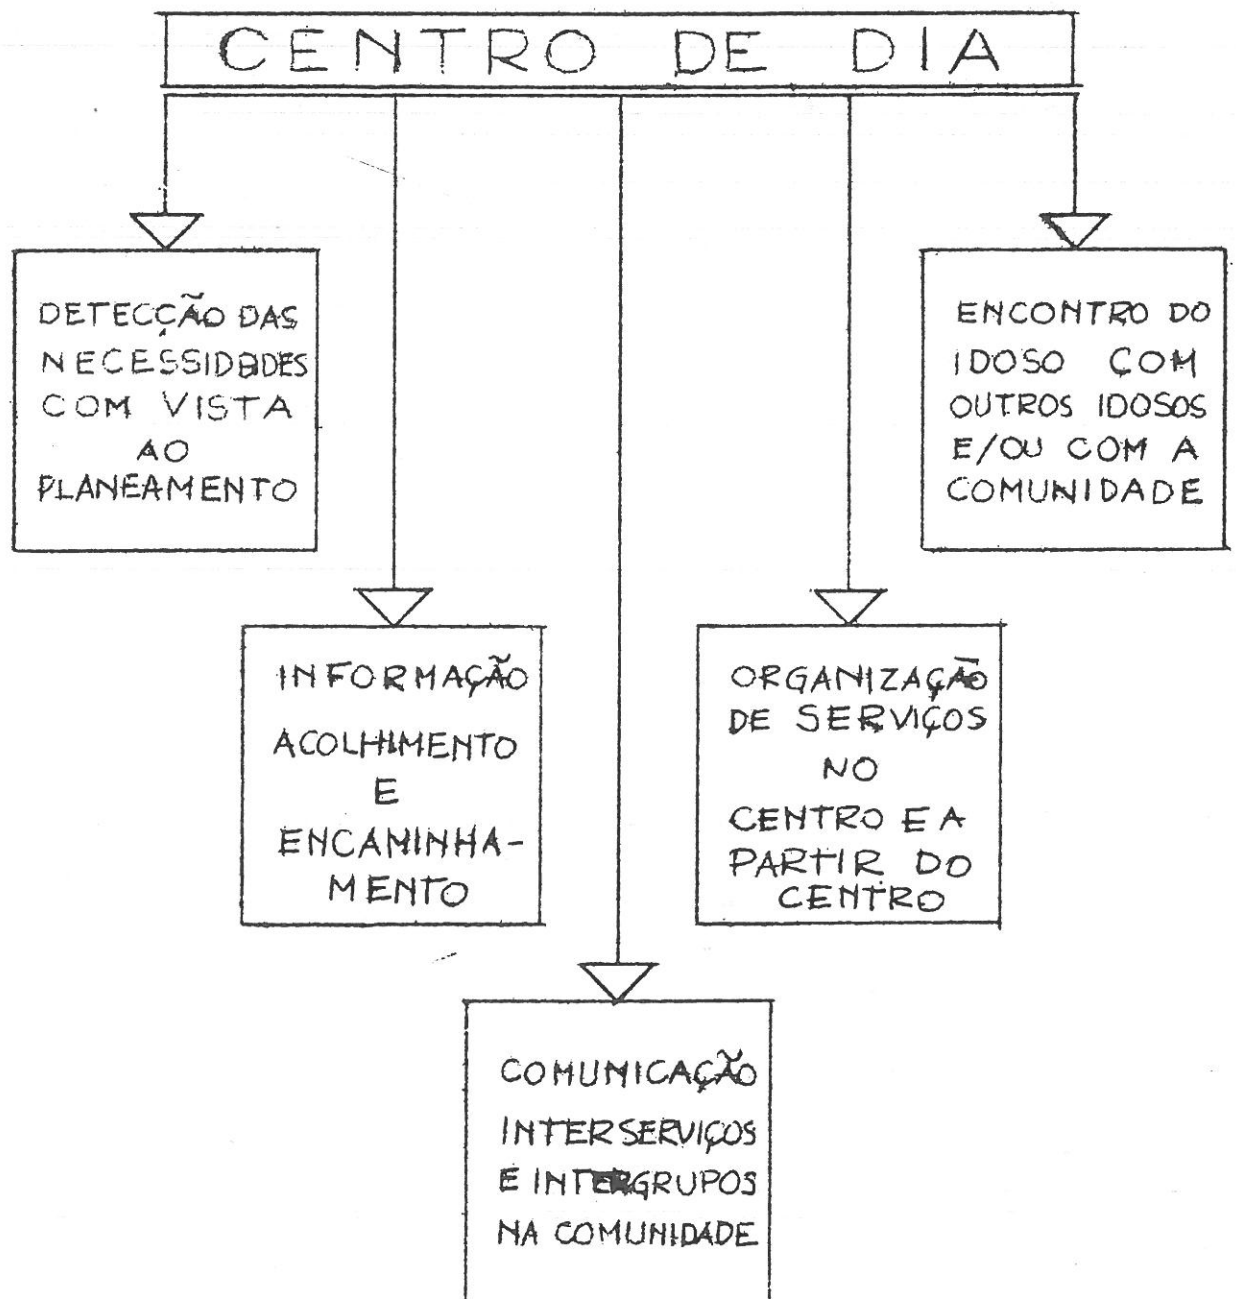 CENTRO DE DIA
DETECÇÃO DAS
NECESSIDADES
COM VISTA
AO
PLANEAMENTO
ENCONTRO DO
IDOSO COM
OUTROS IDOSOS
E/OU COM A
COMUNIDADE
INFORMAÇÃO
ACOLHIMENTO
E
ENCAMINHA-
MENTO
ORGANIZAÇÃO
DE SERVIÇOS
NO
CENTRO E A
PARTIR DO
CENTRO
COMUNICAÇÃO
INTERSERVIÇOS
E INTERGRUPOS
NA COMUNIDADE